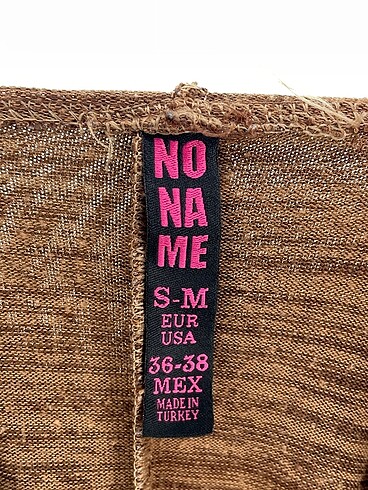 NO
NA
ME
S-M
EUR
USA
36-38
MEX
MADE IN
TURKEY